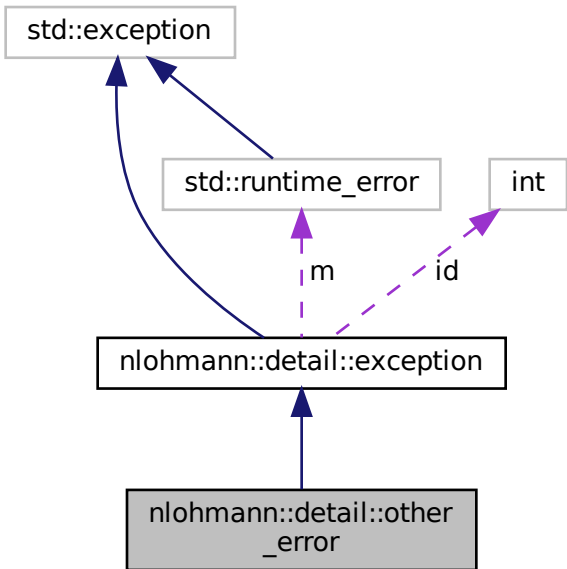 std::exception
std::runtime_error
int
m
id
nlohmann::detail::exception
nlohmann::detail::other
_error